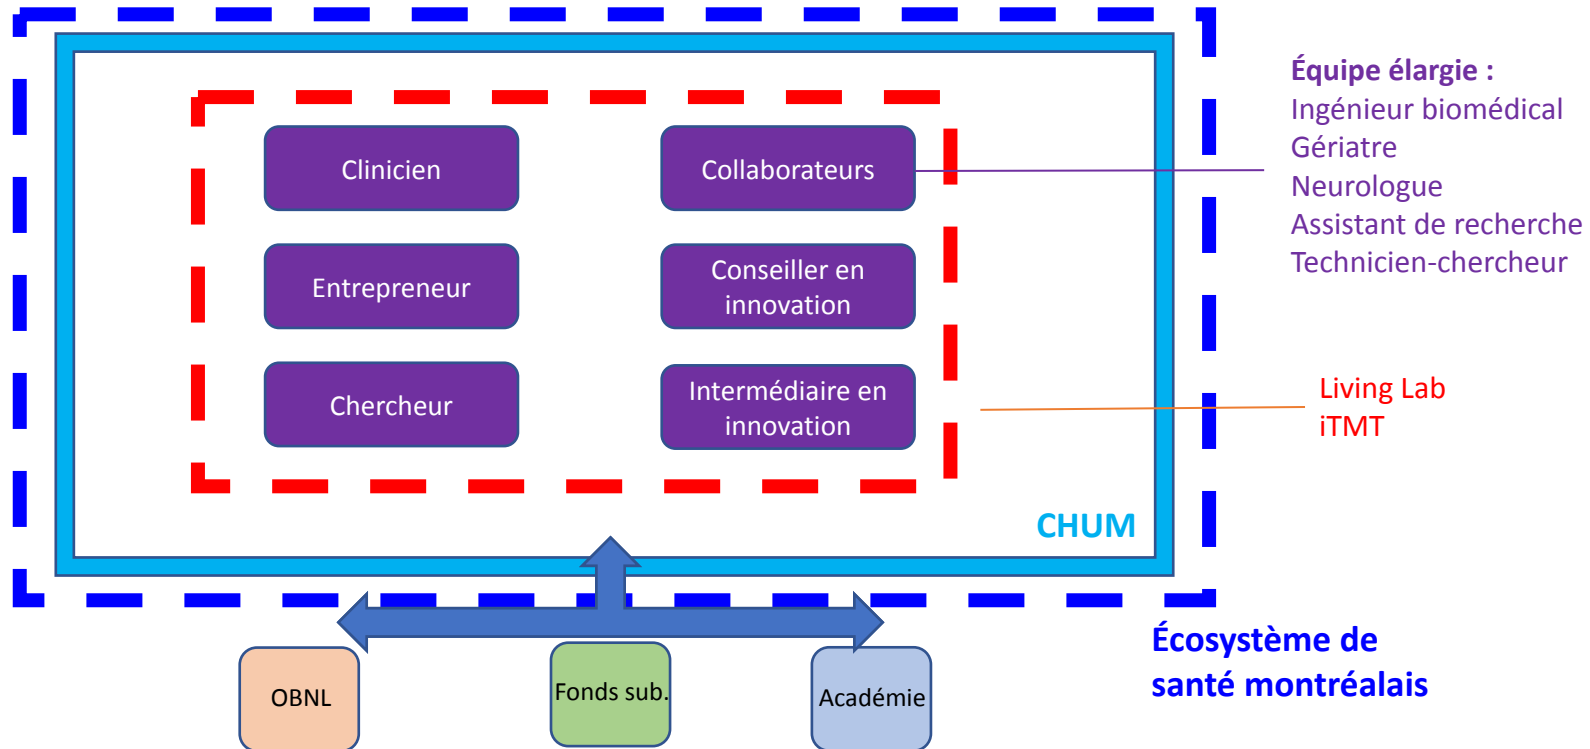 Équipe élargie :
Ingénieur biomédical
Gériatre
Neurologue
Assistant de recherche
Technicien-chercheur
Clinicien
Collaborateurs
Entrepreneur
Conseiller en
innovation
Chercheur
Intermédiaire en
innovation
Living Lab
iTMT
CHUM
Écosystème de
santé montréalais
OBNL
Fonds sub.
Académie